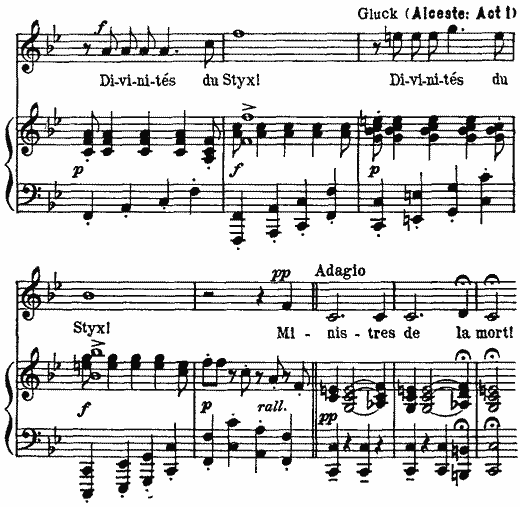 Gluck (Alceste: Act I)
f
Di-vi-ni-tés du Styx! Di-vi-ni-tés du
p f p
pp Adagio
Styx! Mi - nis - tres de la mort!
f p rall. pp